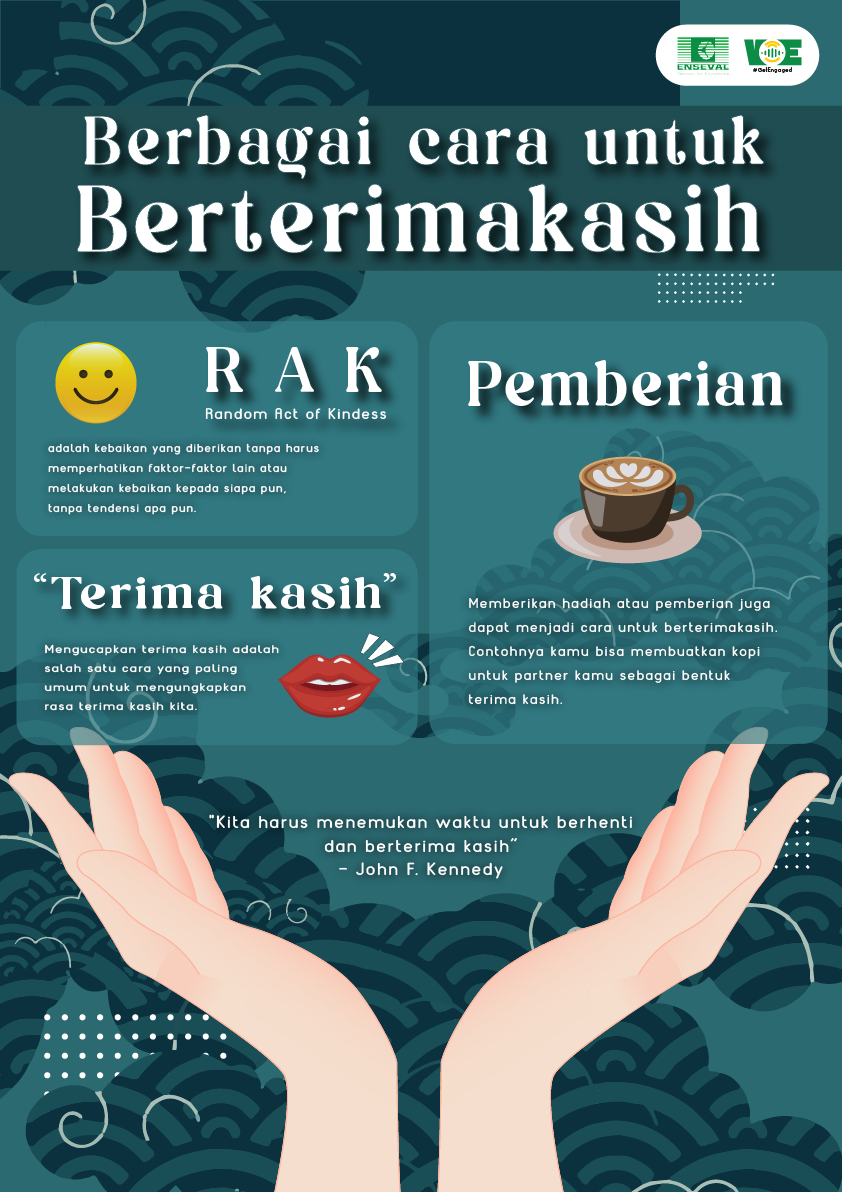 ENSEVAL
VOE
#GetEngaged
Berbagai cara untuk
Berterimakasih
R A K
Random Act of Kindess
adalah kebaikan yang diberikan tanpa harus
memperhatikan faktor-faktor lain atau
melakukan kebaikan kepada siapa pun,
tanpa tendensi apa pun.
“Terima kasih”
Mengucapkan terima kasih adalah
salah satu cara yang paling
umum untuk mengungkapkan
rasa terima kasih kita.
Pemberian
Memberikan hadiah atau pemberian juga
dapat menjadi cara untuk berterimakasih.
Contohnya kamu bisa membuatkan kopi
untuk partner kamu sebagai bentuk
terima kasih.
"Kita harus menemukan waktu untuk berhenti
dan berterima kasih”
- John F. Kennedy